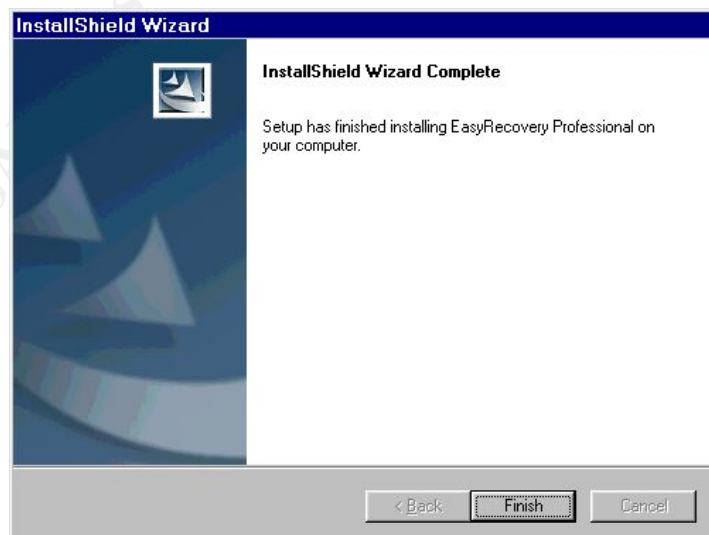 InstallShield Wizard
InstallShield Wizard Complete
Setup has finished installing EasyRecovery Professional on
your computer.
< Back
Finish
Cancel